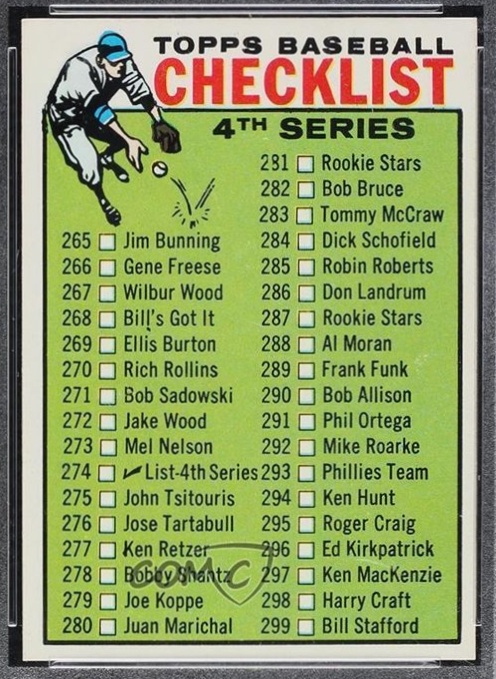 TOPPS BASEBALL
CHECKLIST
4TH SERIES
265 Jim Bunning
266 Gene Freese
267 Wilbur Wood
268 Bill's Got It
269 Ellis Burton
270 Rich Rollins
271 Bob Sadowski
272 Jake Wood
273 Mel Nelson
274 ✓ List-4th Series
275 John Tsitouris
276 Jose Tartabull
277 Ken Retzer
278 Bobby Shantz
279 Joe Koppe
280 Juan Marichal
281 Rookie Stars
282 Bob Bruce
283 Tommy McCraw
284 Dick Schofield
285 Robin Roberts
286 Don Landrum
287 Rookie Stars
288 Al Moran
289 Frank Funk
290 Bob Allison
291 Phil Ortega
292 Mike Roarke
293 Phillies Team
294 Ken Hunt
295 Roger Craig
296 Ed Kirkpatrick
297 Ken MacKenzie
298 Harry Craft
299 Bill Stafford
COMC